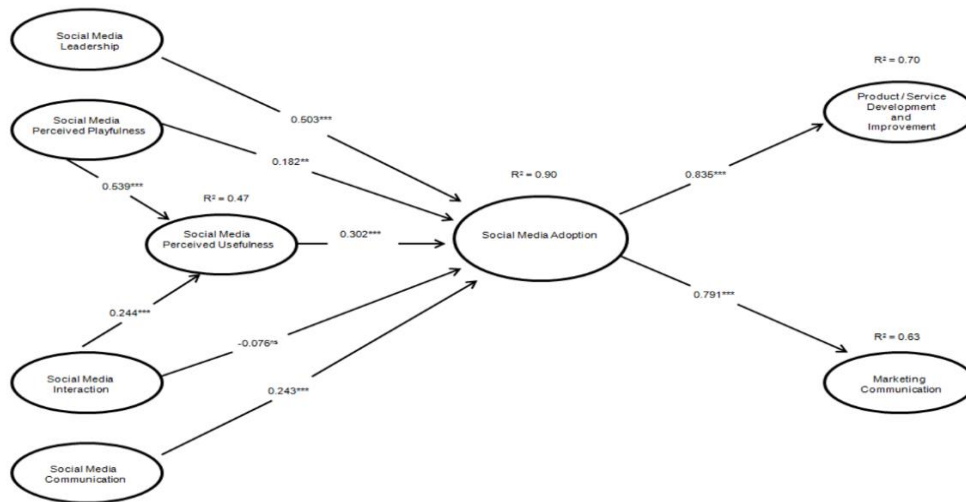 Social Media
Leadership
R² = 0.70
Product / Service
Development
and
Improvement
0.503***
Social Media
Perceived Playfulness
0.182**
R² = 0.90
0.835***
0.539***
R² = 0.47
Social Media
Perceived Usefulness
0.302***
Social Media Adoption
0.791***
0.244***
-0.076ⁿˢ
R² = 0.63
Social Media
Interaction
0.243***
Marketing
Communication
Social Media
Communication